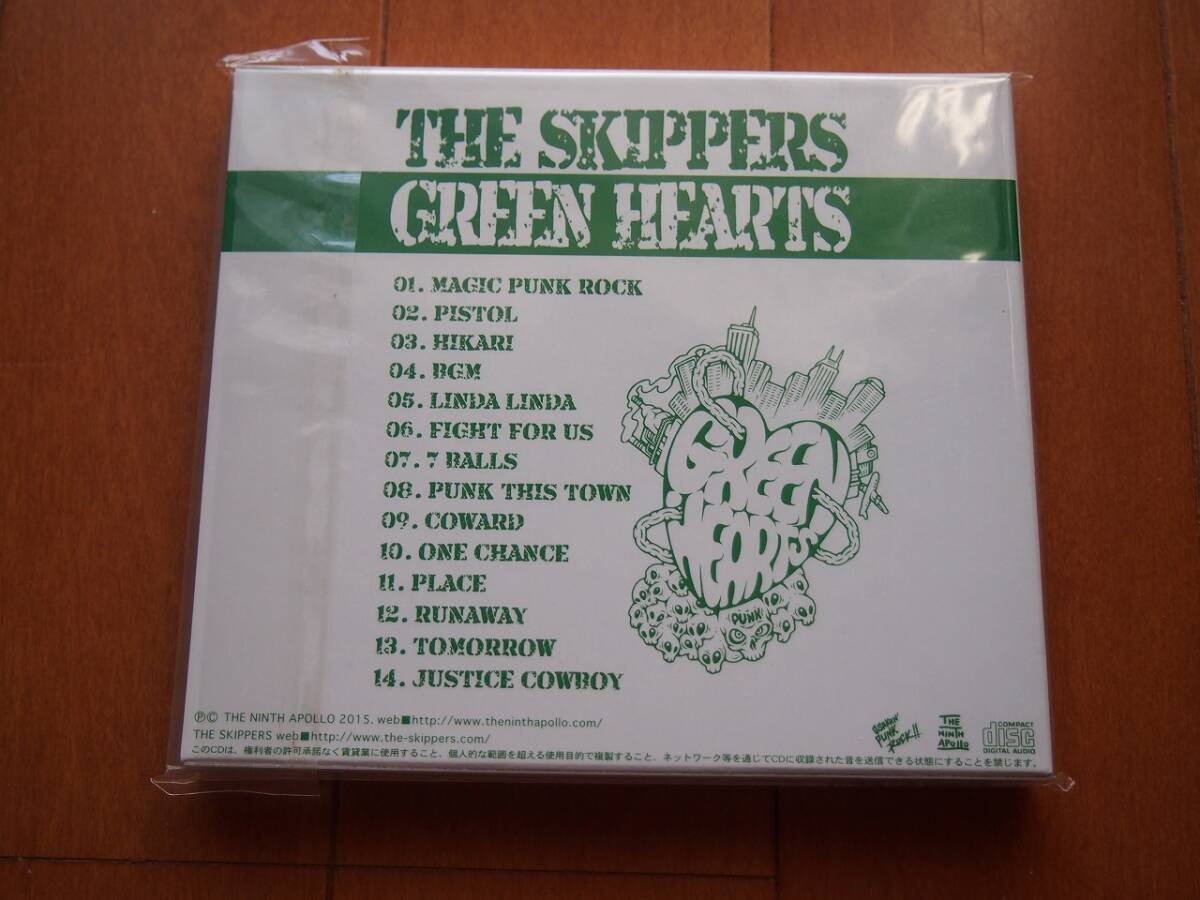 THE SKIPPERS
GREEN HEARTS
01. MAGIC PUNK ROCK
02. PISTOL
03. HIKARI
04. BGM
05. LINDA LINDA
06. FIGHT FOR US
07. 7 BALLS
08. PUNK THIS TOWN
09. COWARD
10. ONE CHANCE
11. PLACE
12. RUNAWAY
13. TOMORROW
14. JUSTICE COWBOY
GREEN
HEARTS
PUNK
ⓅⒸ THE NINTH APOLLO 2015. web■http://www.theninthapollo.com/
THE SKIPPERS web■http://www.the-skippers.com/
このCDは、権利者の許可承諾なく賃貸業に使用すること、個人的な範囲を超える使用目的で複製すること、ネットワーク等を通じてCDに収録された音を送信できる状態にすることを禁じます。
PUNK
ROCK!!
THE
NINTH
APOLLO
COMPACT
disc
DIGITAL AUDIO